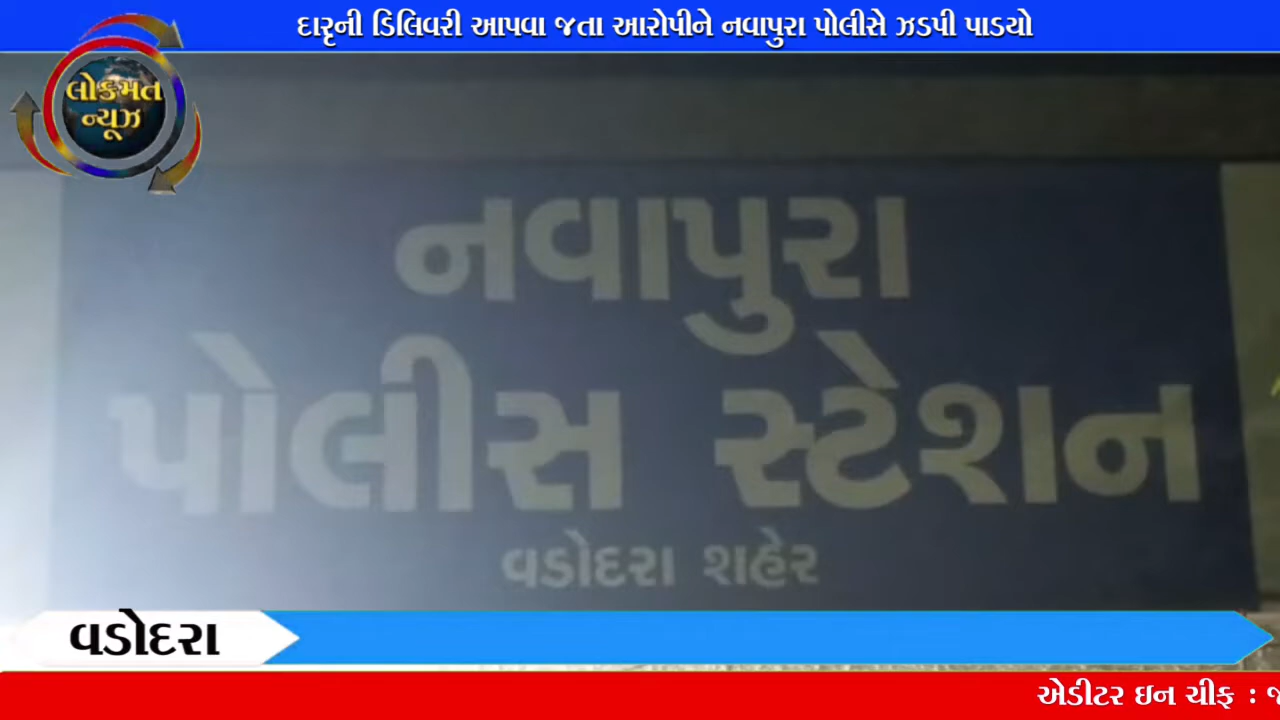 દારૃની ડિલિવરી આપવા જતા આરોપીને નવાપુરા પોલીસે ઝડપી પાડયો
લોકમત
ન્યૂઝ
નવાપુરા
પોલીસ સ્ટેશન
વડોદરા શહેર
વડોદરા
એડીટર ઇન ચીફ :